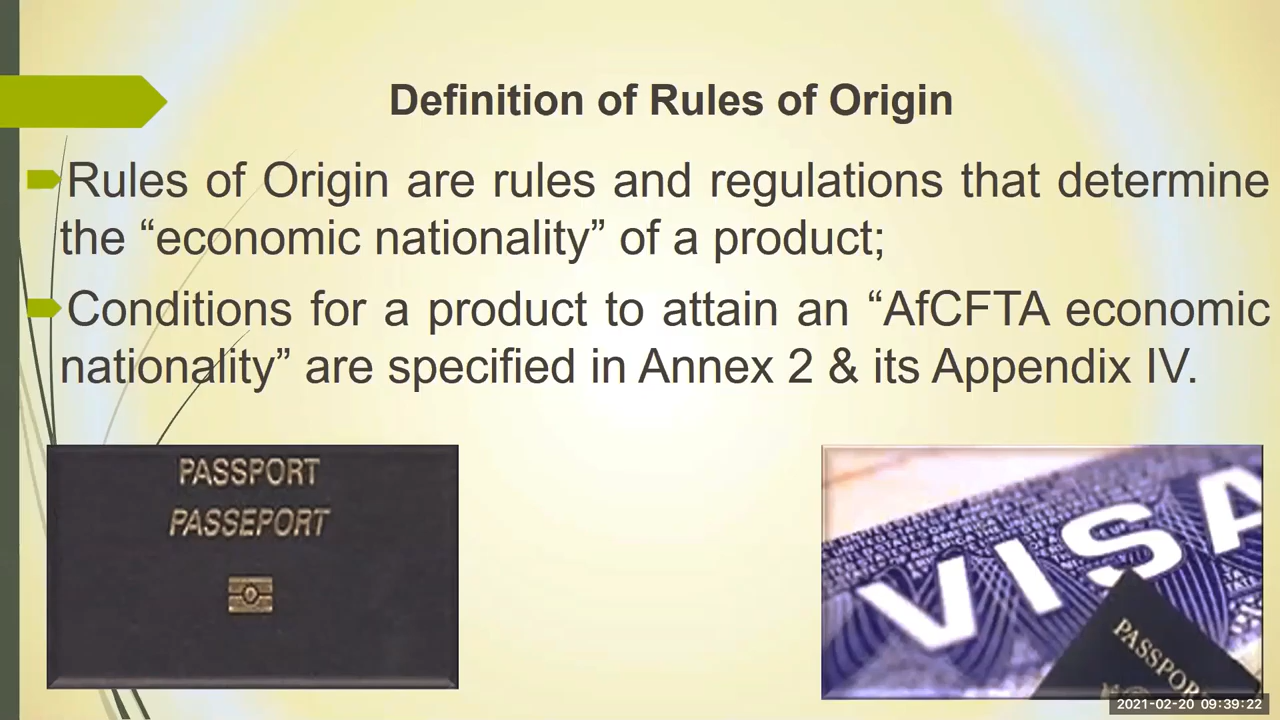 Definition of Rules of Origin
Rules of Origin are rules and regulations that determine
the “economic nationality” of a product;
Conditions for a product to attain an “AfCFTA economic
nationality” are specified in Annex 2 & its Appendix IV.
PASSPORT
PASSEPORT
VISA
PASSPOR
2021-02-20 09:39:22